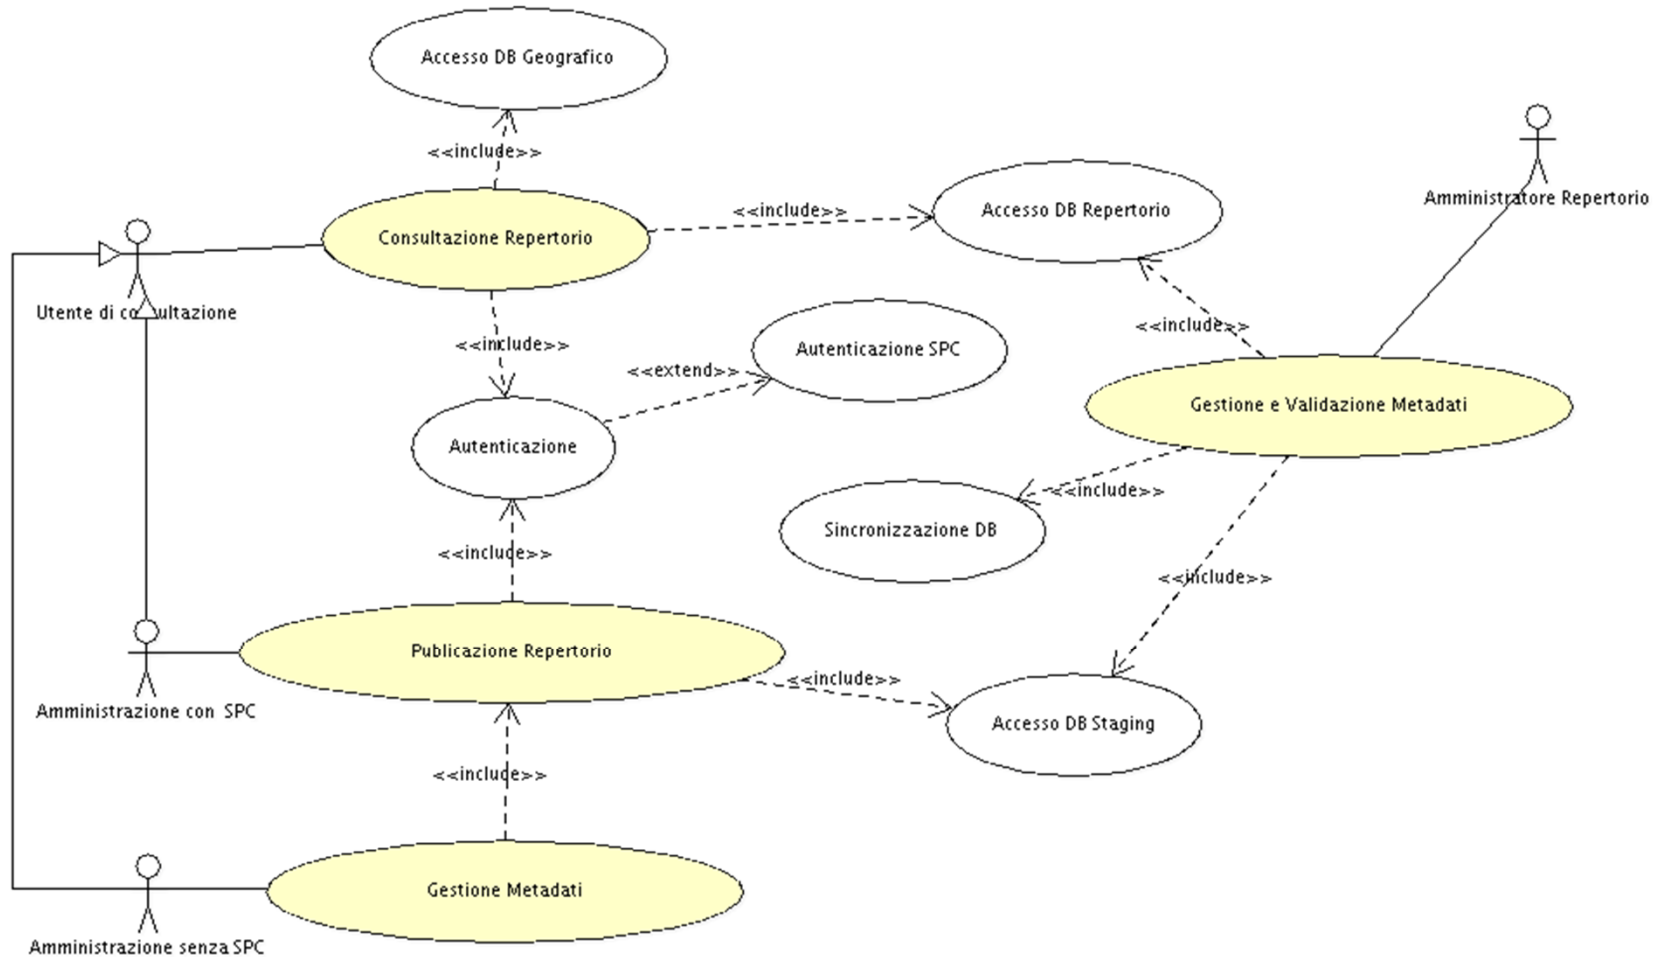 Accesso DB Geografico
<<include>>
Amministratore Repertorio
Accesso DB Repertorio
<<include>>
Consultazione Repertorio
Utente di consultazione
<<include>>
<<include>>
Autenticazione SPC
<<extend>>
Gestione e Validazione Metadati
Autenticazione
<<include>>
Sincronizzazione DB
<<include>>
<<include>>
Publicazione Repertorio
<<include>>
Amministrazione con SPC
Accesso DB Staging
<<include>>
Gestione Metadati
Amministrazione senza SPC